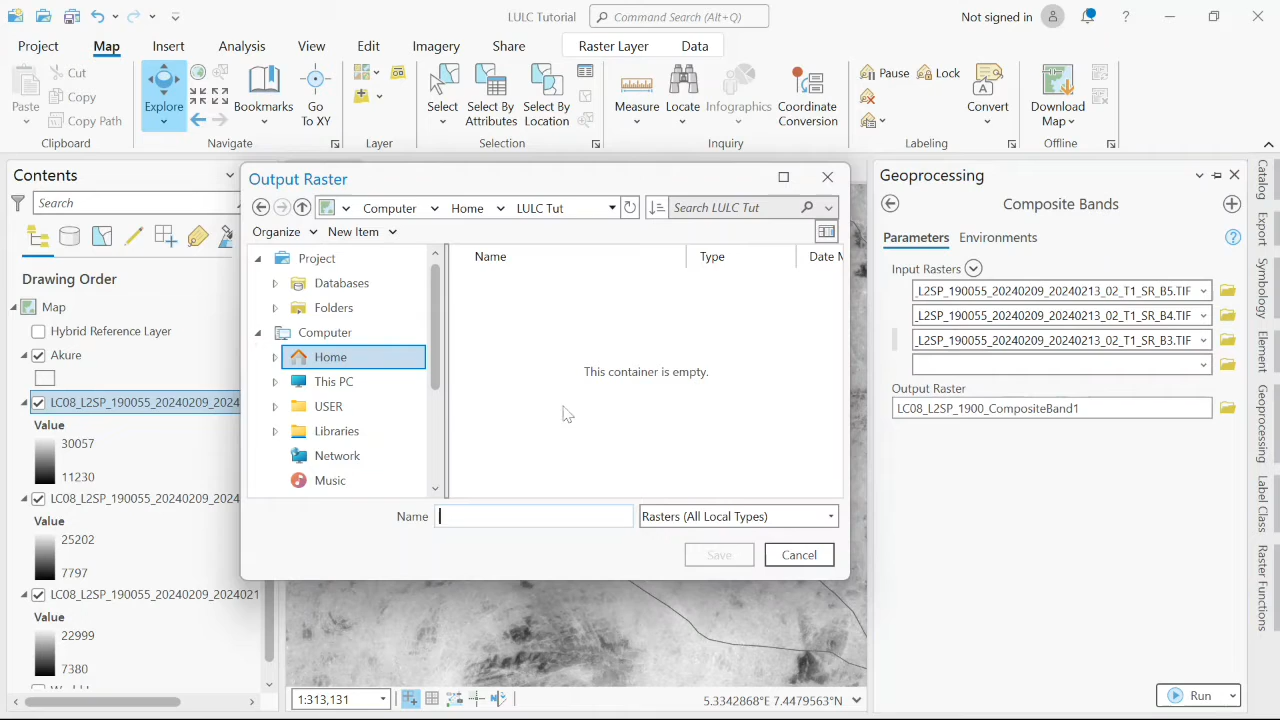 LULC Tutorial
Command Search (Alt+Q)
Not signed in
?
Project
Map
Insert
Analysis
View
Edit
Imagery
Share
Raster Layer
Data
Paste
Cut
Copy
Copy Path
Clipboard
Explore
Bookmarks
Go
To XY
Navigate
Layer
Select
Select By
Attributes
Select By
Location
Selection
Measure
Locate
Infographics
Coordinate
Conversion
Inquiry
Pause
Lock
Convert
Labeling
Download
Map
Offline
Contents
Search
Drawing Order
Map
Hybrid Reference Layer
Akure
LC08_L2SP_190055_20240209_2024
Value
30057
11230
LC08_L2SP_190055_20240209_2024
Value
25202
7797
LC08_L2SP_190055_20240209_2024021
Value
22999
7380
Output Raster
Computer
Home
LULC Tut
Search LULC Tut
Organize
New Item
Project
Databases
Folders
Computer
Home
This PC
USER
Libraries
Network
Music
Name
Type
Date M
This container is empty.
Name
Rasters (All Local Types)
Save
Cancel
1:313,131
5.3342868°E 7.4479563°N
Geoprocessing
Composite Bands
Parameters
Environments
?
Input Rasters
_L2SP_190055_20240209_20240213_02_T1_SR_B5.TIF
_L2SP_190055_20240209_20240213_02_T1_SR_B4.TIF
_L2SP_190055_20240209_20240213_02_T1_SR_B3.TIF
Output Raster
LC08_L2SP_1900_CompositeBand1
Run
Catalog
Export
Symbology
Element
Geoprocessing
Label Class
Raster Functions